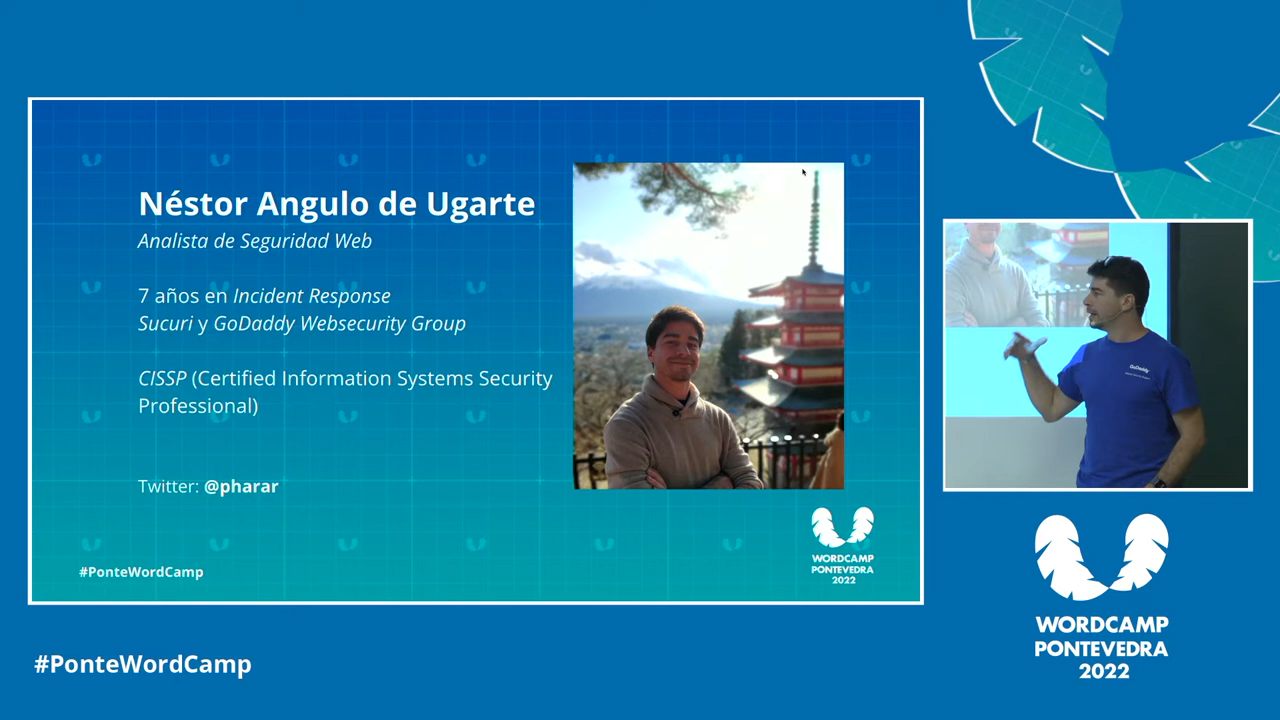 Néstor Angulo de Ugarte
Analista de Seguridad Web
7 años en Incident Response
Sucuri y GoDaddy Websecurity Group
CISSP (Certified Information Systems Security
Professional)
Twitter: @pharar
#PonteWordCamp
WORDCAMP
PONTEVEDRA
2022
GoDaddy
WORDCAMP
PONTEVEDRA
2022
#PonteWordCamp